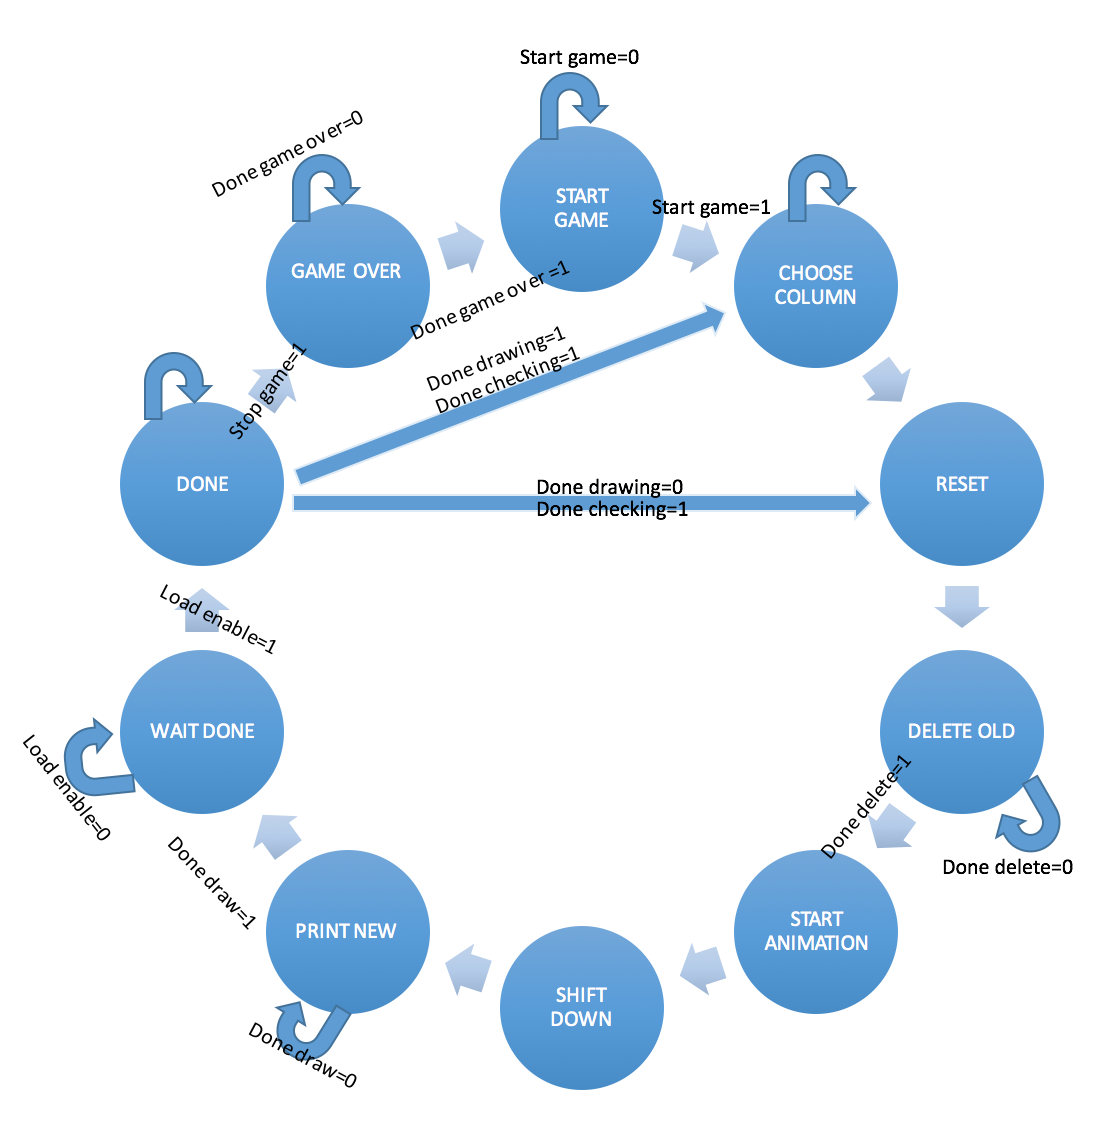 Start game=0
Done game over=0
START
GAME
Start game=1
GAME OVER
CHOOSE
COLUMN
Done game over =1
Stop game=1
Done drawing=1
Done checking=1
DONE
Done drawing=0
Done checking=1
RESET
Load enable=1
WAIT DONE
DELETE OLD
Load enable=0
Done delete=1
Done delete=0
Done draw=1
PRINT NEW
START
ANIMATION
SHIFT
DOWN
Done draw=0